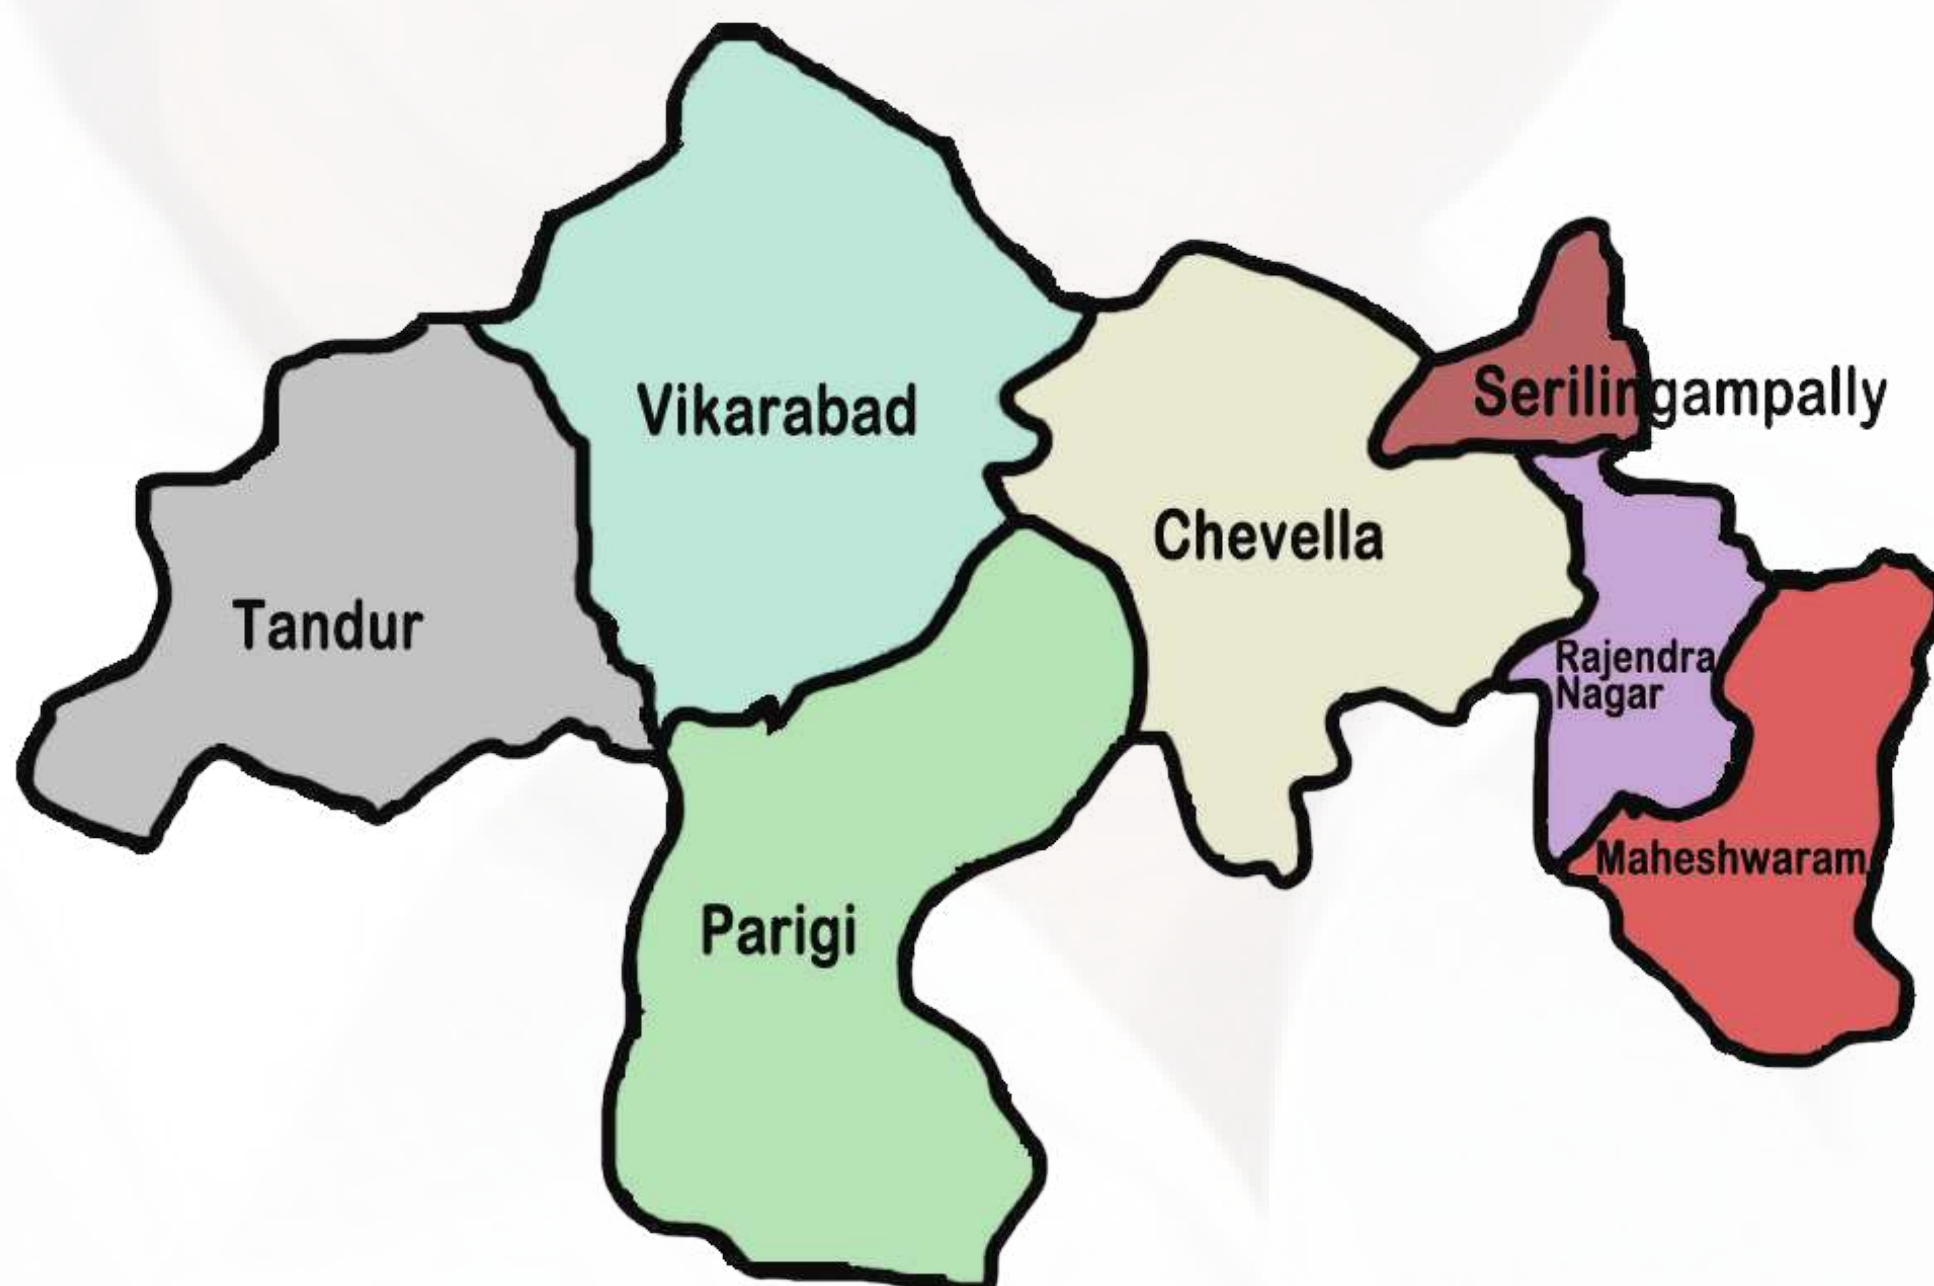 Vikarabad
Serilingampally
Chevella
Tandur
Rajendra
Nagar
Maheshwaram
Parigi